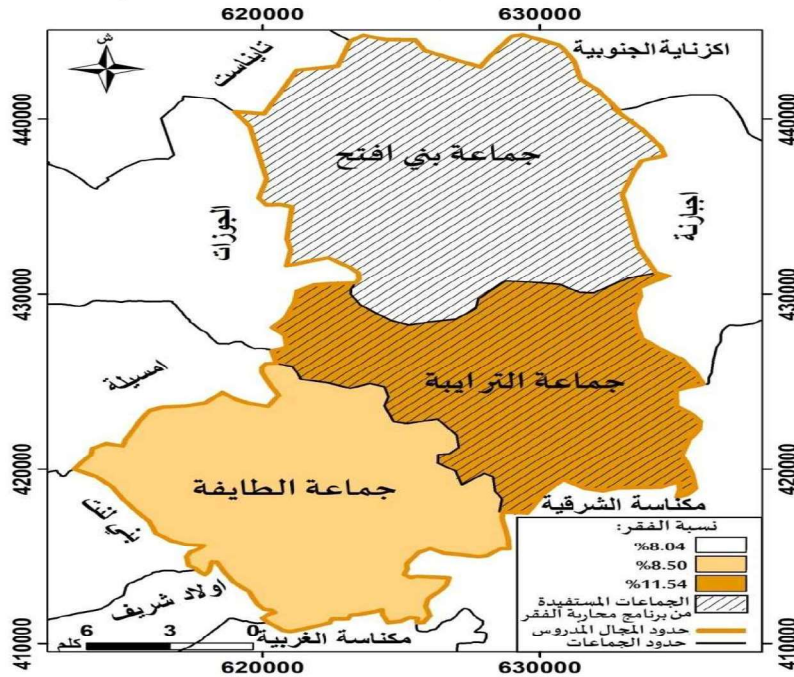 620000 630000
ش
تايناست
اكزناية الجنوبية
440000 440000
جماعة بني افتح
الجوزات
اجبارنة
430000 430000
امسيلة
جماعة الترايبة
420000 420000
جماعة الطايفة
مكناسة الشرقية
نسبة الفقر:
%8.04
%8.50
%11.54
الجماعات المستفيدة
من برنامج محاربة الفقر
حدود المجال المدروس
حدود الجماعات
اولاد شريف
مكناسة الغربية
6 3 0 كلم
410000 410000
620000 630000